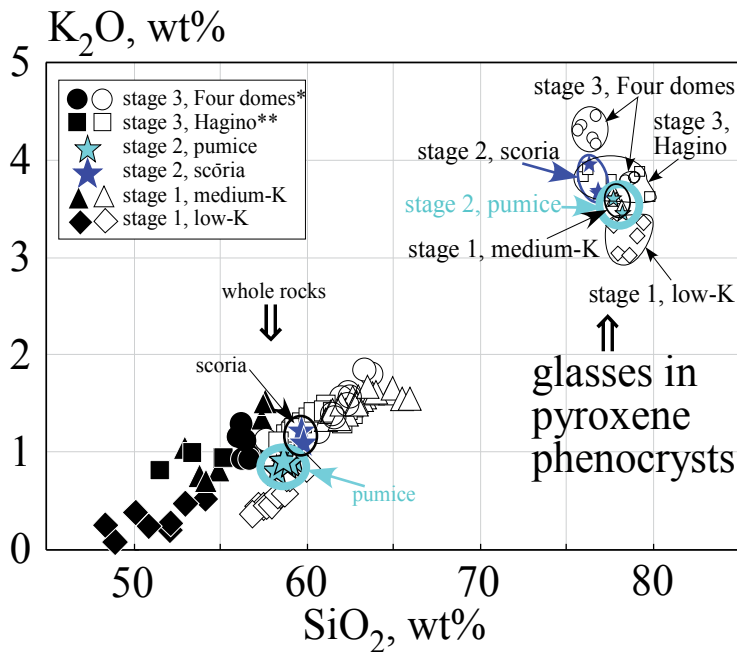 K₂O, wt%
5
4
3
2
1
0
stage 3, Four domes*
stage 3, Hagino**
stage 2, pumice
stage 2, scōria
stage 1, medium-K
stage 1, low-K
stage 3, Four domes
stage 3,
Hagino
stage 2, scoria
stage 2, pumice
stage 1, medium-K
stage 1, low-K
whole rocks
scoria
pumice
glasses in
pyroxene
phenocrysts
50
60
70
80
SiO₂, wt%